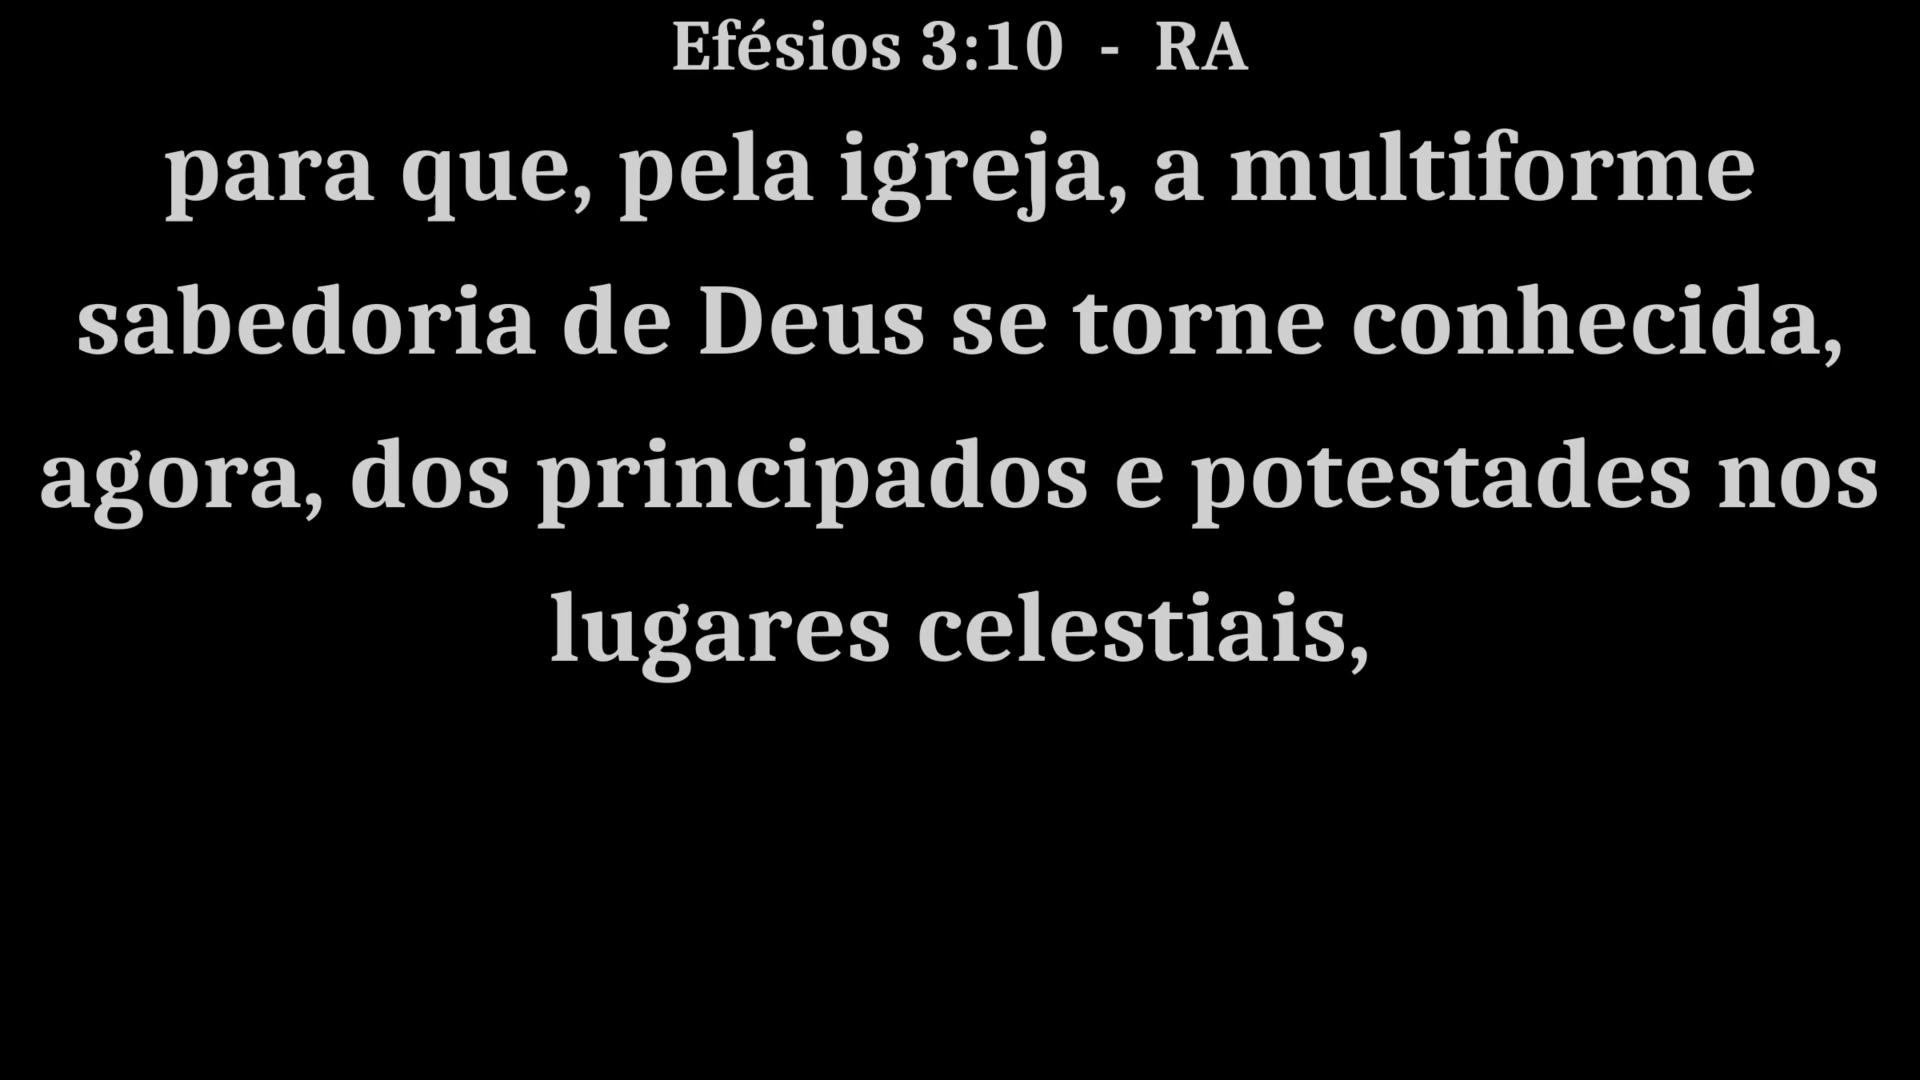 Efésios 3:10 - RA
para que, pela igreja, a multiforme
sabedoria de Deus se torne conhecida,
agora, dos principados e potestades nos
lugares celestiais,